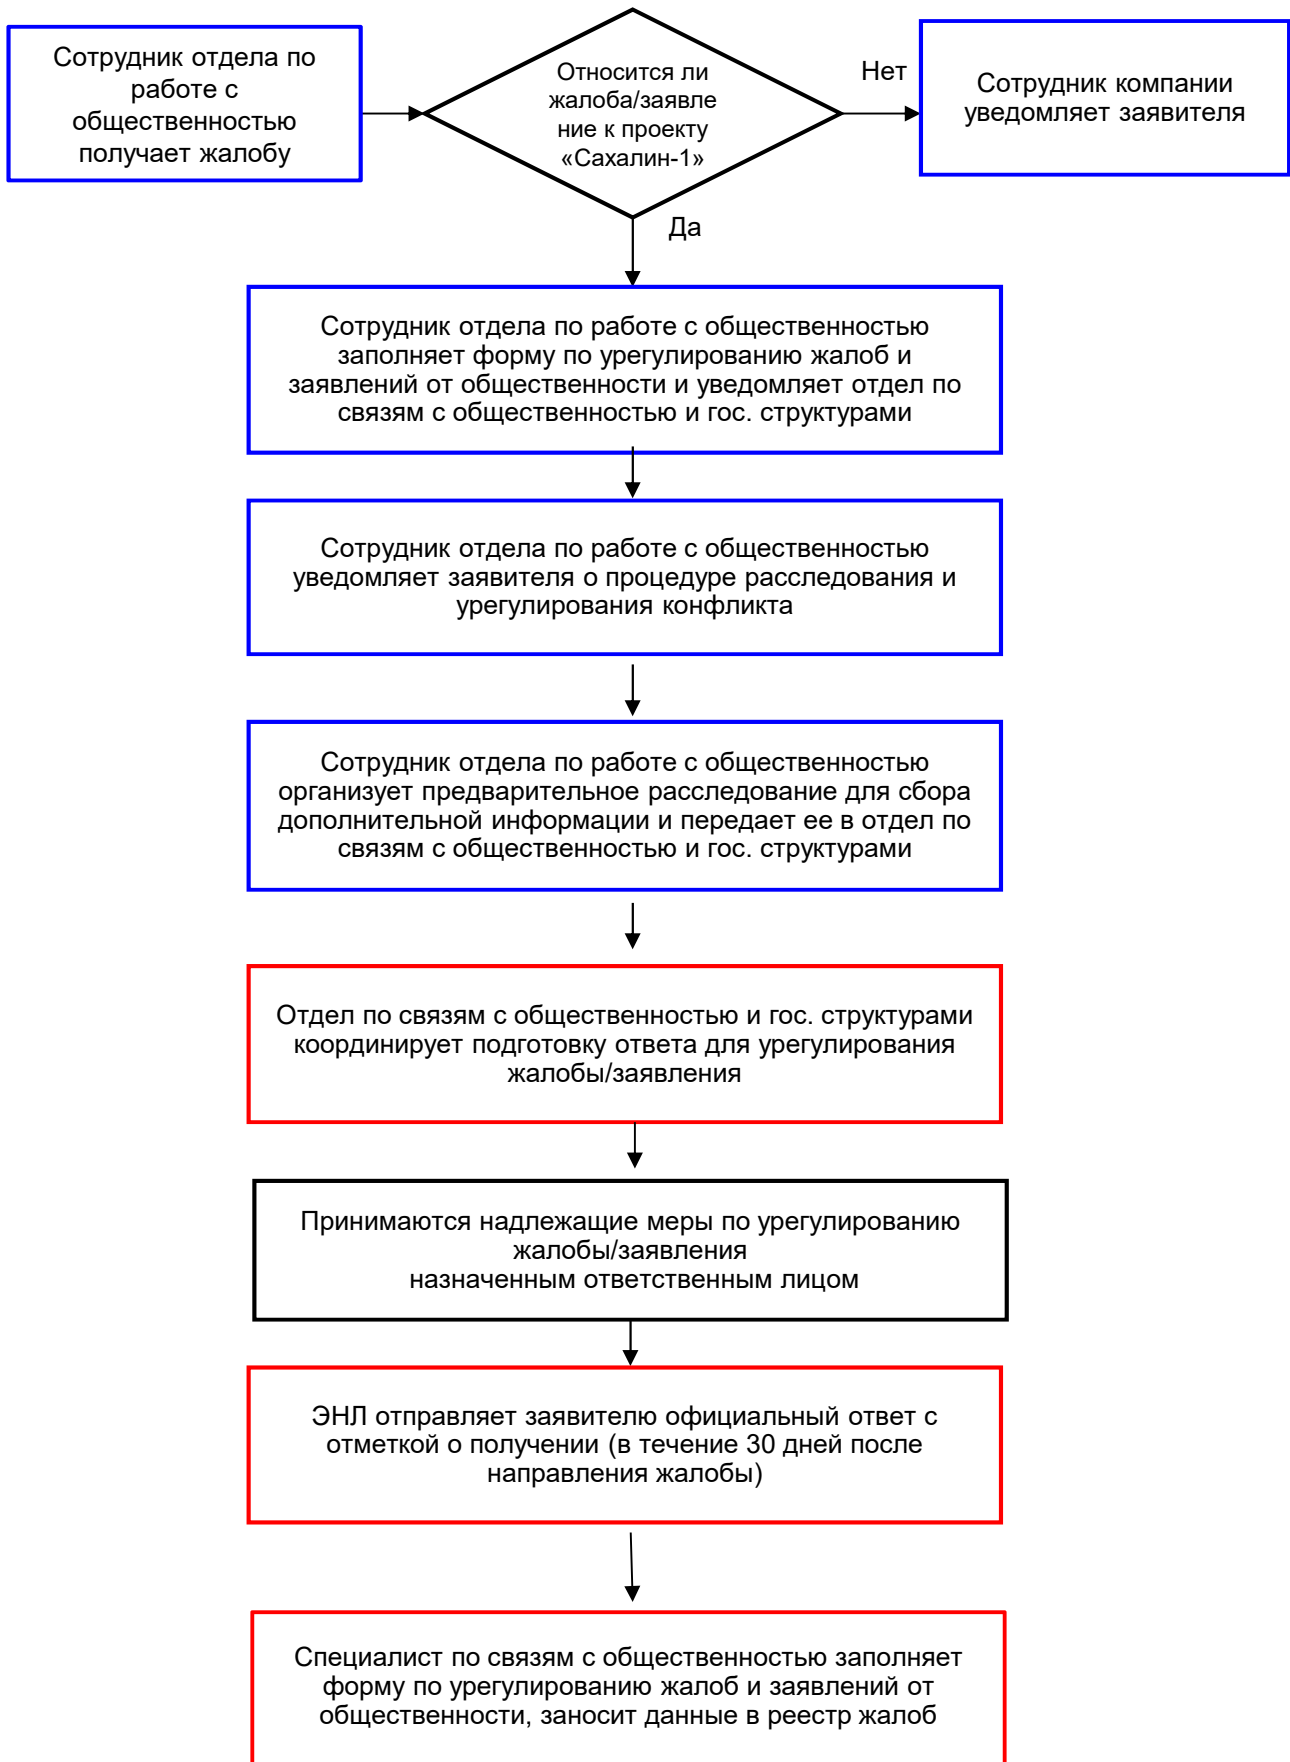 Сотрудник отдела по
работе с
общественностью
получает жалобу
Относится ли
жалоба/заявле
ние к проекту
«Сахалин-1»
Нет
Сотрудник компании
уведомляет заявителя
Да
Сотрудник отдела по работе с общественностью
заполняет форму по урегулированию жалоб и
заявлений от общественности и уведомляет отдел по
связям с общественностью и гос. структурами
Сотрудник отдела по работе с общественностью
уведомляет заявителя о процедуре расследования и
урегулирования конфликта
Сотрудник отдела по работе с общественностью
организует предварительное расследование для сбора
дополнительной информации и передает ее в отдел по
связям с общественностью и гос. структурами
Отдел по связям с общественностью и гос. структурами
координирует подготовку ответа для урегулирования
жалобы/заявления
Принимаются надлежащие меры по урегулированию
жалобы/заявления
назначенным ответственным лицом
ЭНЛ отправляет заявителю официальный ответ с
отметкой о получении (в течение 30 дней после
направления жалобы)
Специалист по связям с общественностью заполняет
форму по урегулированию жалоб и заявлений от
общественности, заносит данные в реестр жалоб